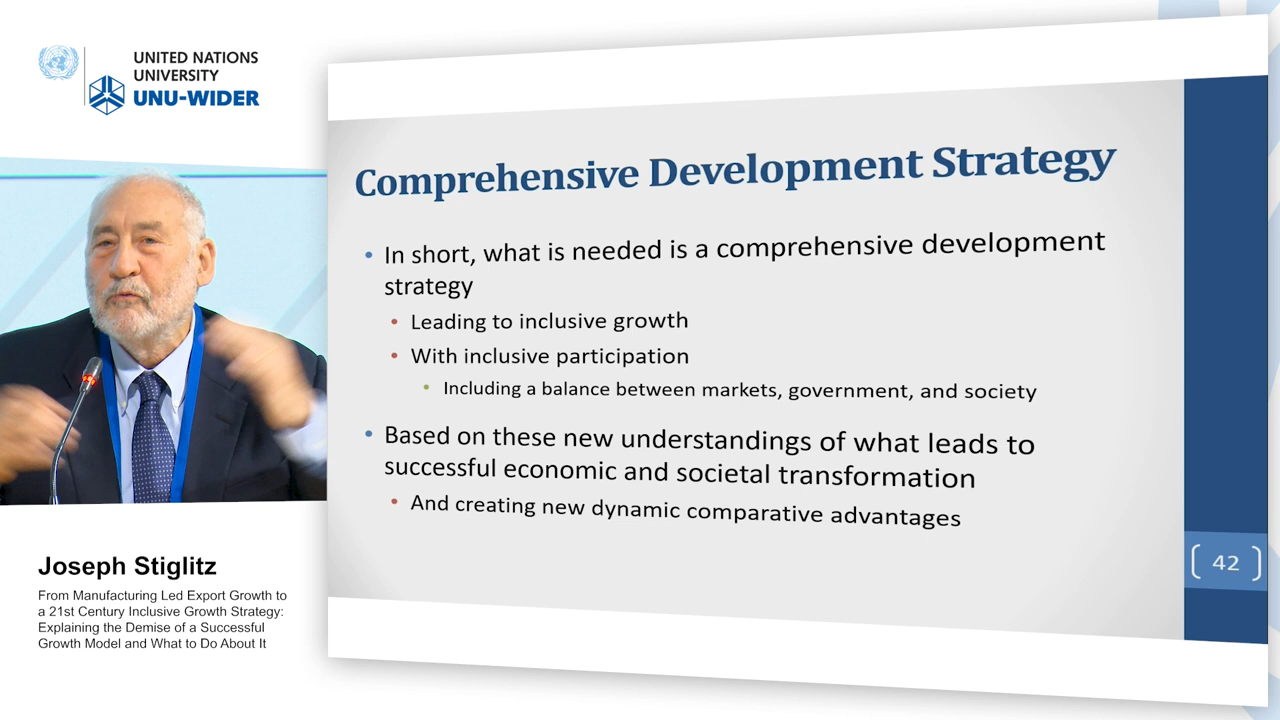 UNITED NATIONS
UNIVERSITY
UNU-WIDER
Comprehensive Development Strategy
• In short, what is needed is a comprehensive development
strategy
• Leading to inclusive growth
• With inclusive participation
• Including a balance between markets, government, and society
• Based on these new understandings of what leads to
successful economic and societal transformation
• And creating new dynamic comparative advantages
[ 42 ]
Joseph Stiglitz
From Manufacturing Led Export Growth to
a 21st Century Inclusive Growth Strategy:
Explaining the Demise of a Successful
Growth Model and What to Do About It